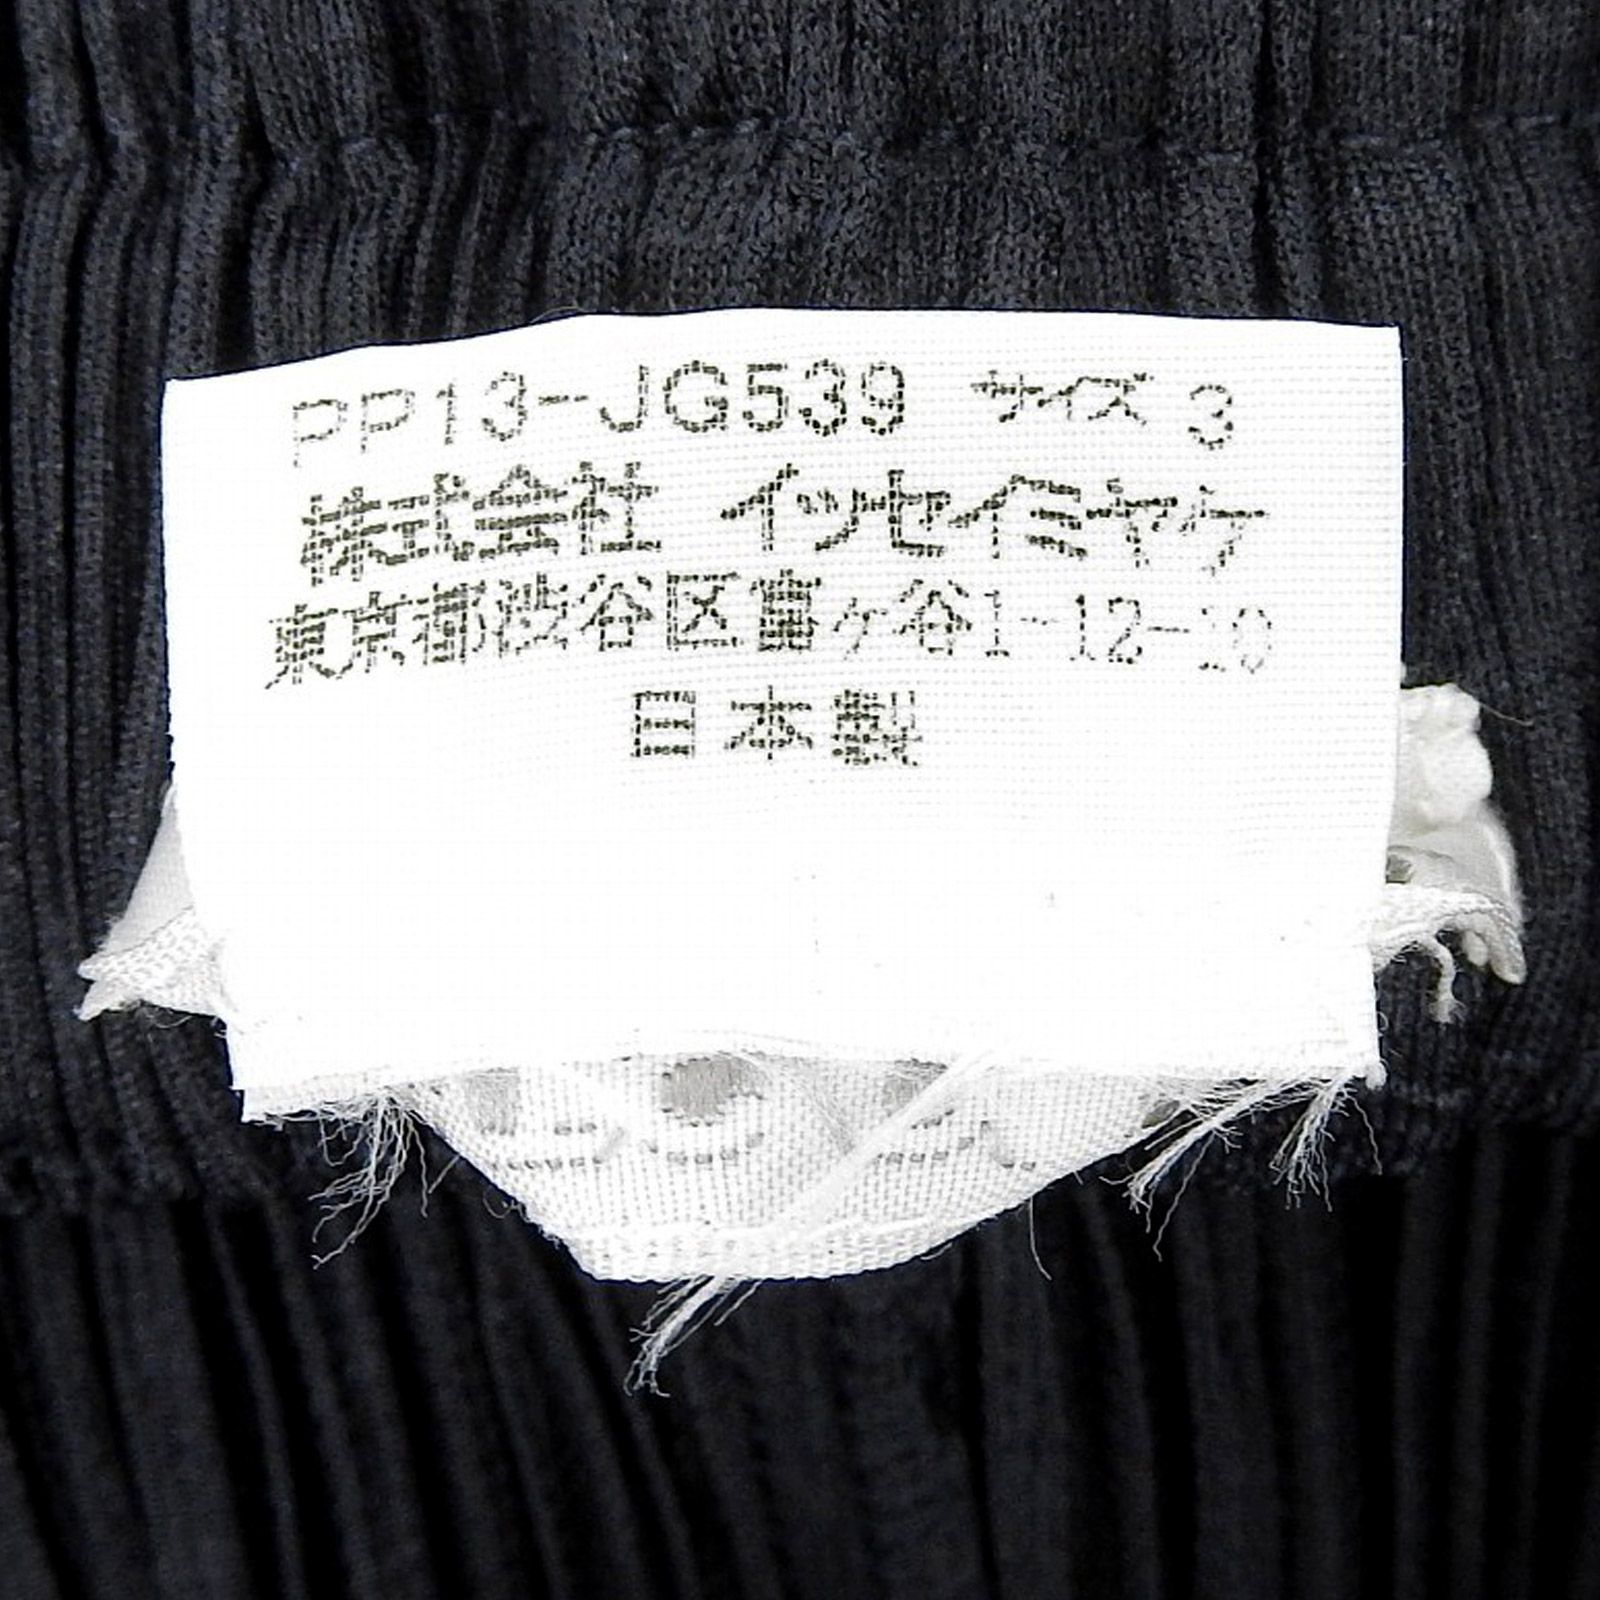 PP13-JG539 サイズ 3
株式会社 イッセイミヤケ
東京都渋谷区富ヶ谷1-12-10
日本製